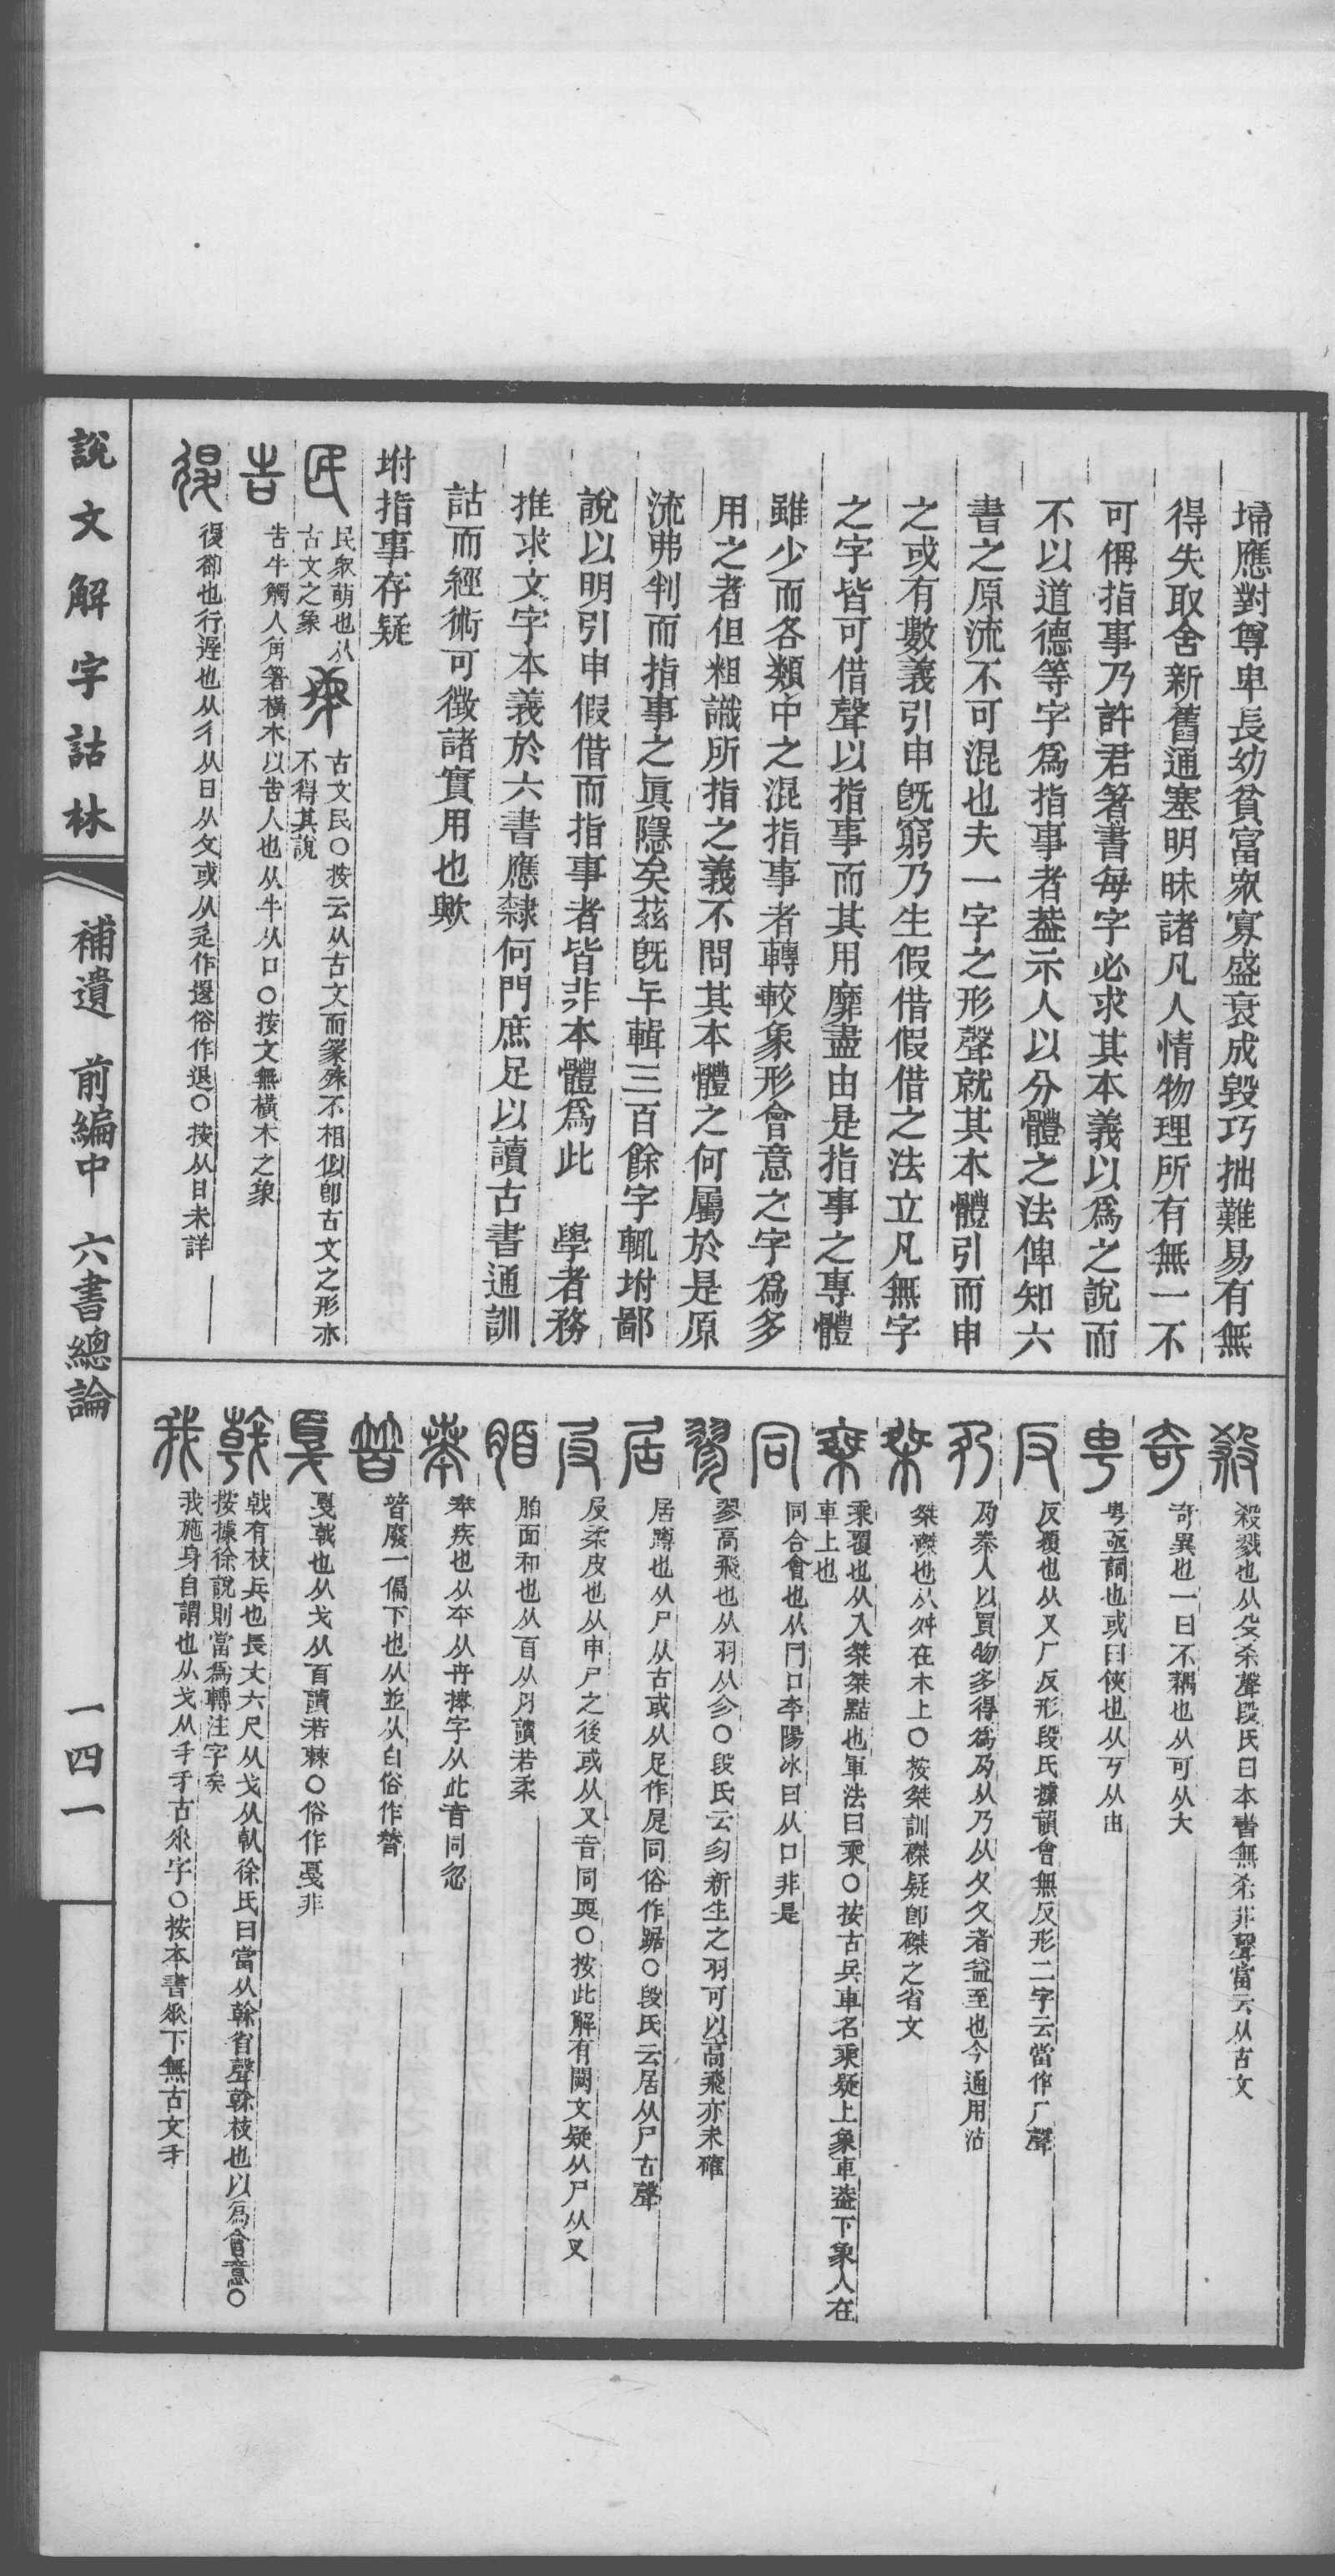 埽應對尊卑長幼貧富衆寡盛衰成毀巧拙難易有無
得失取舍新舊通塞明昧諸凡人情物理所有無一不
可偁指事乃許君箸書每字必求其本義以爲之說而
不以道德等字爲指事者葢示人以分體之法俾知六
書之原流不可混也夫一字之形聲就其本體引而申
之或有數義引申旣窮乃生假借假借之法立凡無字
之字皆可借聲以指事而其用靡盡由是指事之專體
雖少而各類中之混指事者轉較象形會意之字爲多
用之者但粗識所指之義不問其本體之何屬於是原
流弗判而指事之眞隱矣茲旣㠯輯三百餘字輒坿鄙
說以明引申假借而指事者皆非本體爲此　學者務
推求文字本義於六書應隸何門庶足以讀古書通訓
詁而經術可徵諸實用也歟
坿指事存疑
民 民衆萌也从
古文之象
古文民○按云从古文而篆殊不相似卽古文之形亦
不得其說
告 告牛觸人角箸橫木以告人也从牛从口○按文無橫木之象
復卻也行遲也从彳从日从夊或从辵作𨓤俗作退○按从日未詳
殺 殺戮也从殳杀聲段氏曰本書無杀非聲當云从古文
奇 奇異也一曰不耦也从可从大
甹 甹亟詞也或曰俠也从丂从由
反 反覆也从又厂反形段氏據韻會無反形二字云當作厂聲
夃 夃秦人以買物多得爲夃从乃从夂夂者益至也今通用沽
桀 桀磔也从舛在木上○按桀訓磔疑卽磔之省文
乘 乘覆也从入桀桀黠也軍法曰乘○按古兵車名乘疑上象車葢下象人在
車上也
同 同合會也从冂口李陽冰曰从口非是
翏 翏高飛也从羽从㐱○段氏云㐱新生之羽可以高飛亦未確
居 居蹲也从尸从古或从足作𡰱同俗作踞○段氏云居从尸古聲
㞋 㞋柔皮也从申尸之後或从又音同耎○按此解有闕文疑从尸从又
脜 脜面和也从𦣻从肉讀若柔
𠦪 𠦪疾也从夲从卉捧字从此音同忽
暜 暜廢一偏下也从竝从白俗作替
戛 戛戟也从戈从𦣻讀若棘○俗作戞非
戟 戟有枝兵也長丈六尺从戈从倝徐氏曰當从榦省聲榦枝也以爲會意○
按據徐說則當爲轉注字矣
我 我施身自謂也从戈从𠄒𠄒古𠂹字○按本書𠂹下無古文𠄒
說文解字詁林
補遺　前編中　六書總論
一四一